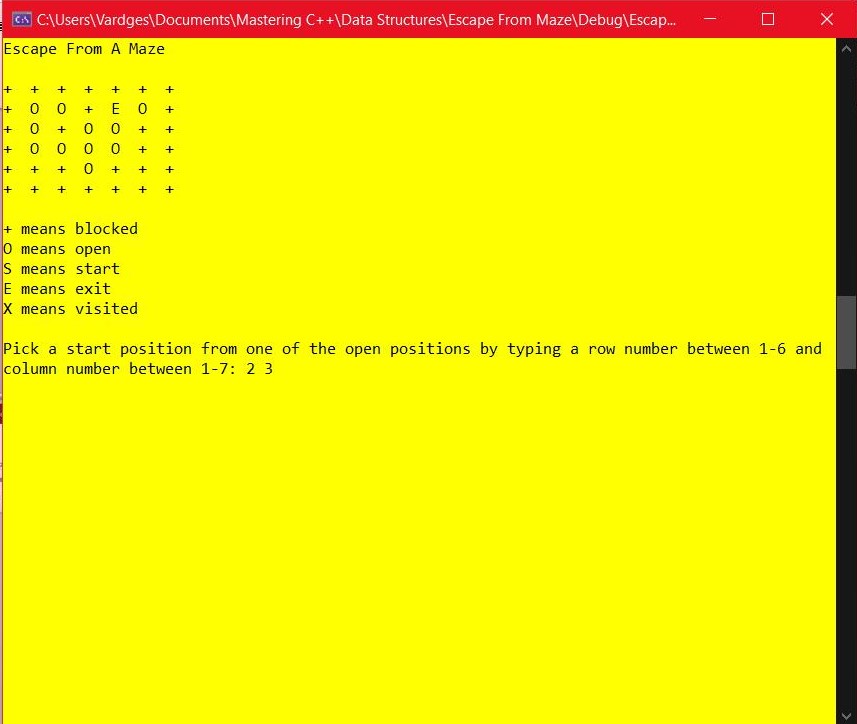 C:\Users\Vardges\Documents\Mastering C++\Data Structures\Escape From Maze\Debug\Escap...
Escape From A Maze
+  +  +  +  +  +  +
+  O  O  +  E  O  +
+  O  +  O  O  +  +
+  O  O  O  O  +  +
+  +  +  O  +  +  +
+  +  +  +  +  +  +
+ means blocked
O means open
S means start
E means exit
X means visited
Pick a start position from one of the open positions by typing a row number between 1-6 and
column number between 1-7: 2 3